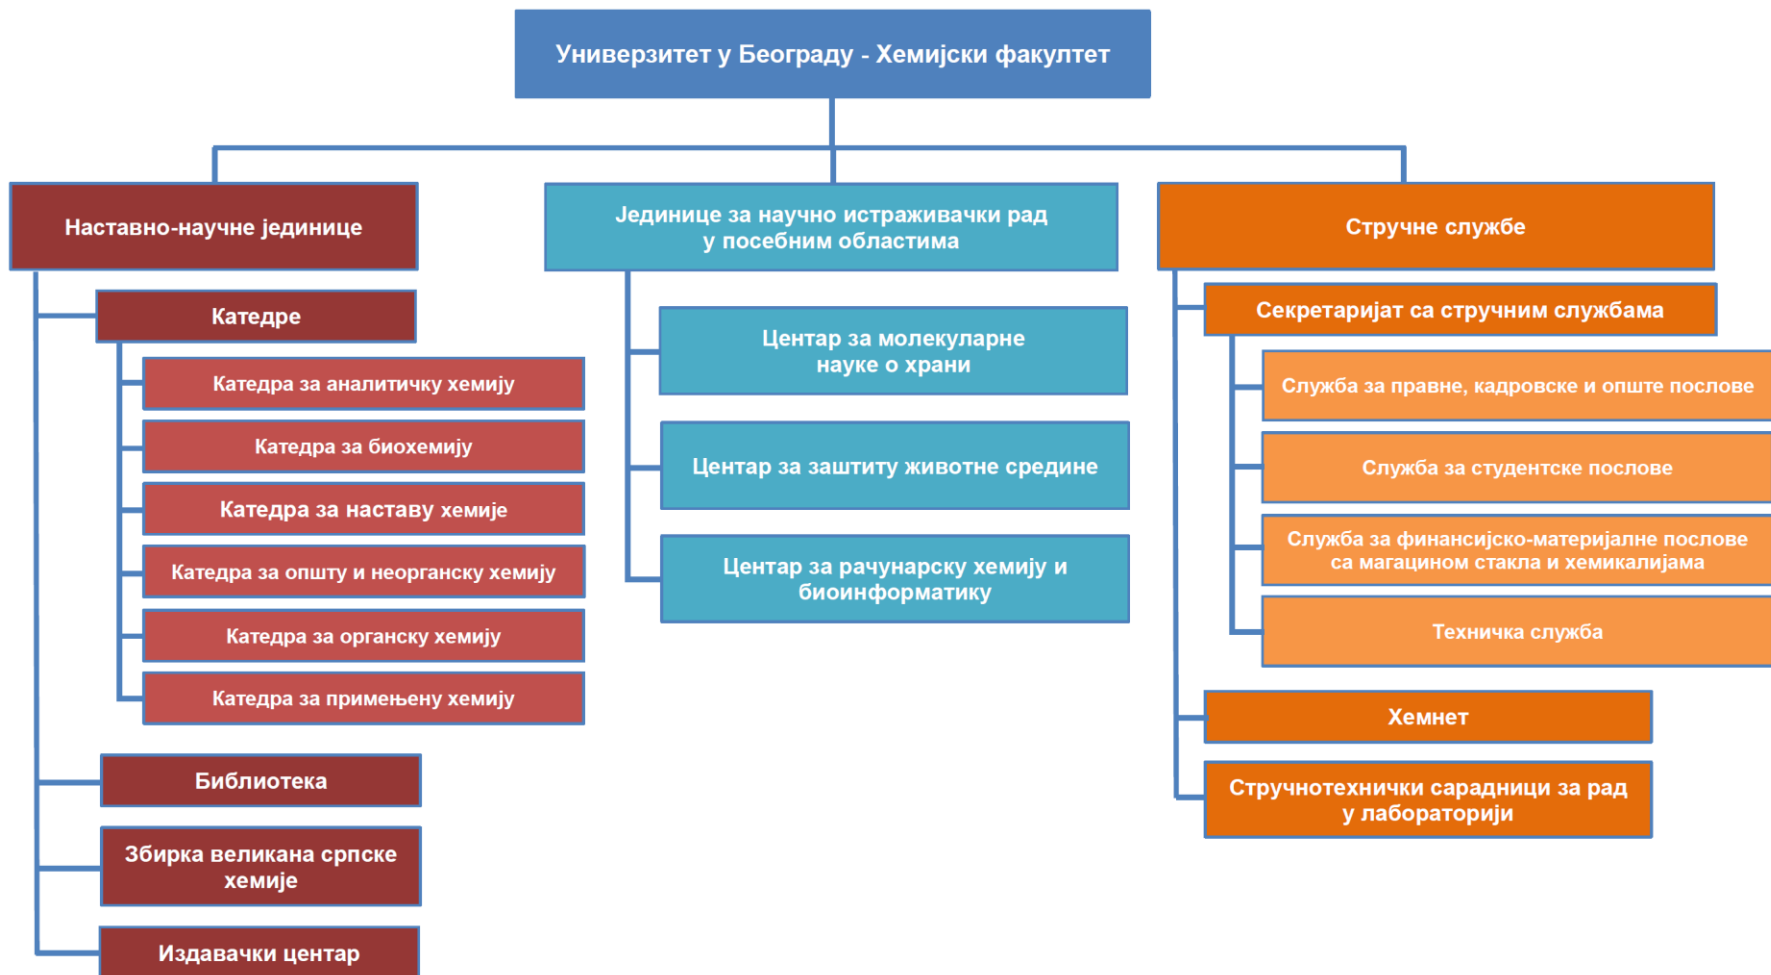 Универзитет у Београду - Хемијски факултет
Наставно-научне јединице
Катедре
Катедра за аналитичку хемију
Катедра за биохемију
Катедра за наставу хемије
Катедра за општу и неорганску хемију
Катедра за органску хемију
Катедра за примењену хемију
Библиотека
Збирка великана српске
хемије
Издавачки центар
Јединице за научно истраживачки рад
у посебним областима
Центар за молекуларне
науке о храни
Центар за заштиту животне средине
Центар за рачунарску хемију и
биоинформатику
Стручне службе
Секретаријат са стручним службама
Служба за правне, кадровске и опште послове
Служба за студентске послове
Служба за финансијско-материјалне послове
са магацином стакла и хемикалијама
Техничка служба
Хемнет
Стручнотехнички сарадници за рад
у лабораторији